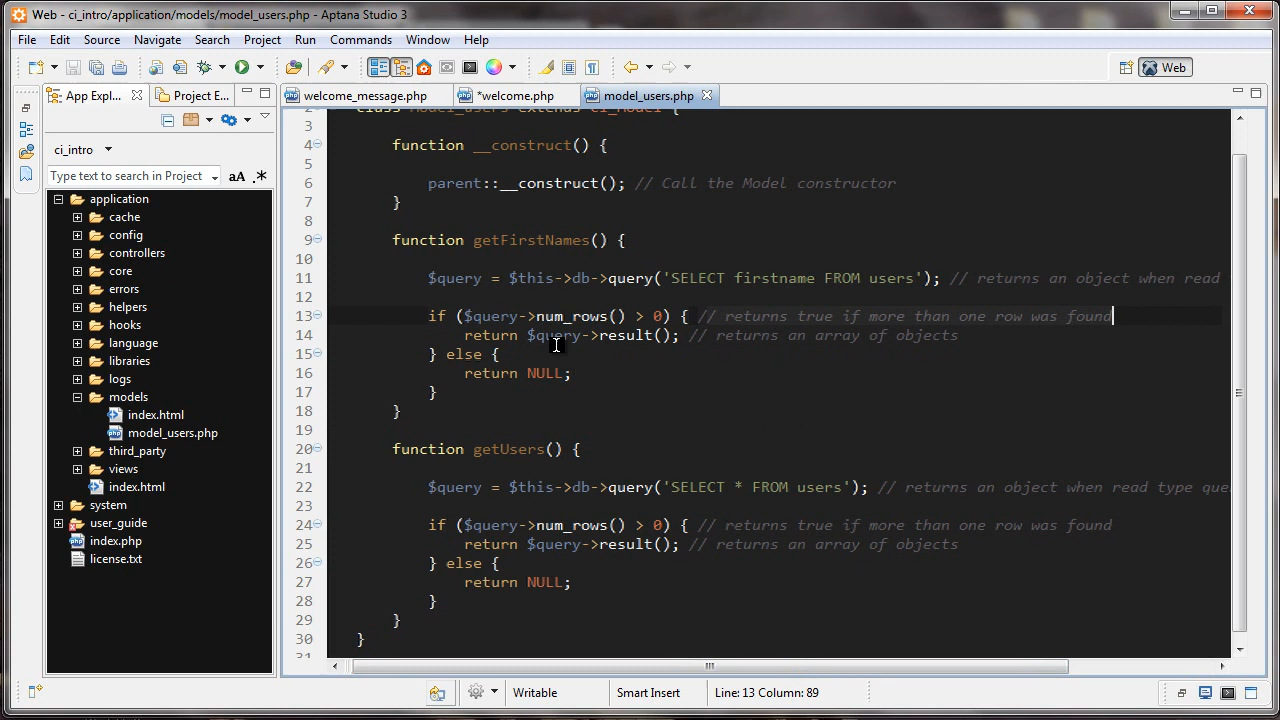 Web - ci_intro/application/models/model_users.php - Aptana Studio 3
File Edit Source Navigate Search Project Run Commands Window Help
Web
App Expl... Project E... welcome_message.php *welcome.php model_users.php
ci_intro
Type text to search in Project aA .*
application
cache
config
controllers
core
errors
helpers
hooks
language
libraries
logs
models
index.html
model_users.php
third_party
views
index.html
system
user_guide
index.php
license.txt
2 class Model_users extends CI_Model {
3
4 function __construct() {
5
6 parent::__construct(); // Call the Model constructor
7 }
8
9 function getFirstNames() {
10
11 $query = $this->db->query('SELECT firstname FROM users'); // returns an object when read
12
13 if ($query->num_rows() > 0) { // returns true if more than one row was found
14 return $query->result(); // returns an array of objects
15 } else {
16 return NULL;
17 }
18 }
19
20 function getUsers() {
21
22 $query = $this->db->query('SELECT * FROM users'); // returns an object when read type que
23
24 if ($query->num_rows() > 0) { // returns true if more than one row was found
25 return $query->result(); // returns an array of objects
26 } else {
27 return NULL;
28 }
29 }
30 }
31
Writable Smart Insert Line: 13 Column: 89